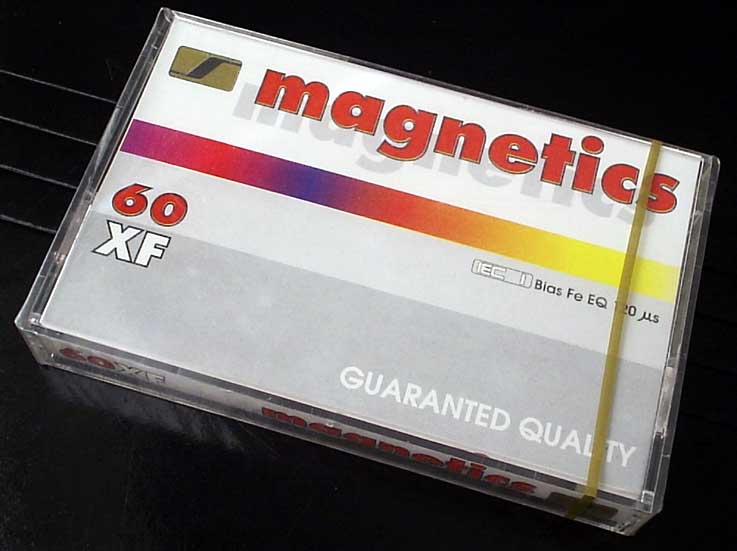 magnetics
60
XF
IEC I Bias Fe EQ 120 µs
GUARANTED QUALITY
60 XF
magnetics